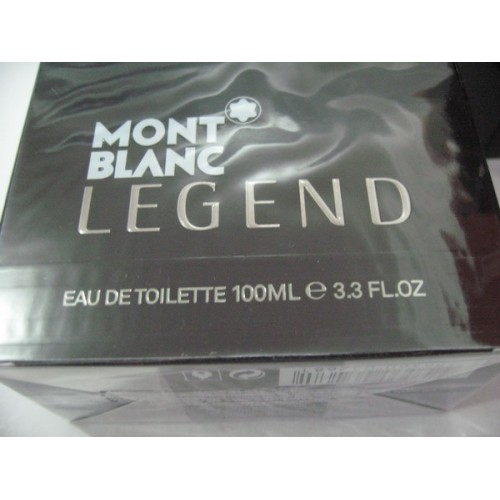 MONT
BLANC
LEGEND
EAU DE TOILETTE 100ML ℮ 3.3 FL.OZ